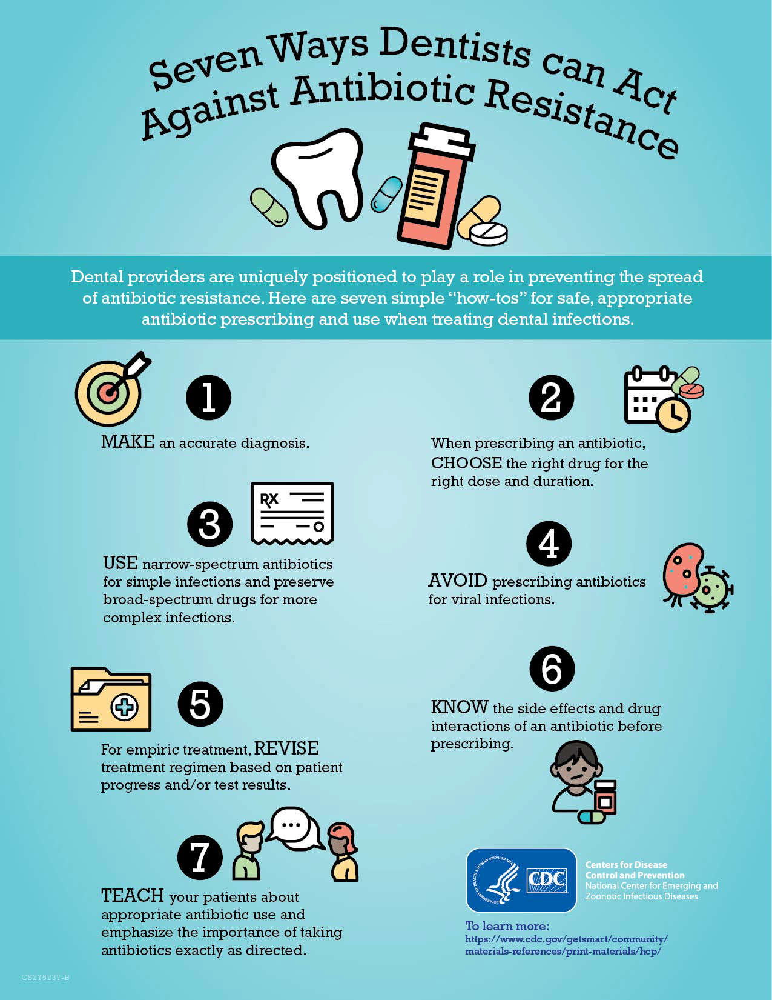 Seven Ways Dentists can Act
Against Antibiotic Resistance
Dental providers are uniquely positioned to play a role in preventing the spread
of antibiotic resistance. Here are seven simple “how-tos” for safe, appropriate
antibiotic prescribing and use when treating dental infections.
1
MAKE an accurate diagnosis.
2
When prescribing an antibiotic,
CHOOSE the right drug for the
right dose and duration.
3
RX
USE narrow-spectrum antibiotics
for simple infections and preserve
broad-spectrum drugs for more
complex infections.
4
AVOID prescribing antibiotics
for viral infections.
5
For empiric treatment, REVISE
treatment regimen based on patient
progress and/or test results.
6
KNOW the side effects and drug
interactions of an antibiotic before
prescribing.
7
TEACH your patients about
appropriate antibiotic use and
emphasize the importance of taking
antibiotics exactly as directed.
DEPARTMENT OF HEALTH & HUMAN SERVICES·USA
CDC
Centers for Disease
Control and Prevention
National Center for Emerging and
Zoonotic Infectious Diseases
To learn more:
https://www.cdc.gov/getsmart/community/
materials-references/print-materials/hcp/
CS275237-B